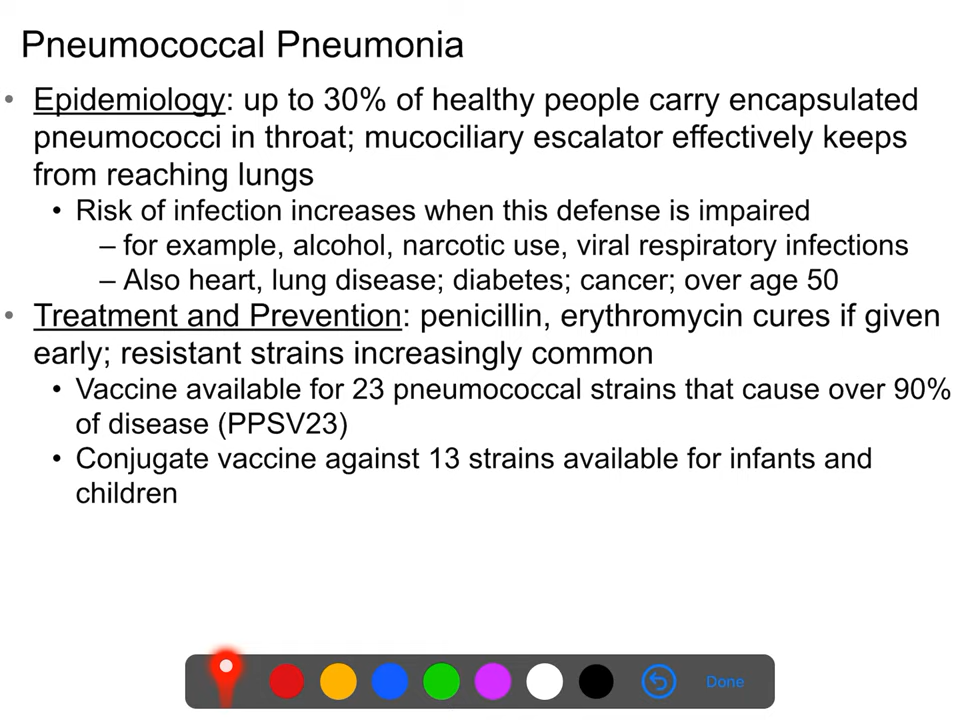 Pneumococcal Pneumonia
• Epidemiology: up to 30% of healthy people carry encapsulated
pneumococci in throat; mucociliary escalator effectively keeps
from reaching lungs
• Risk of infection increases when this defense is impaired
– for example, alcohol, narcotic use, viral respiratory infections
– Also heart, lung disease; diabetes; cancer; over age 50
• Treatment and Prevention: penicillin, erythromycin cures if given
early; resistant strains increasingly common
• Vaccine available for 23 pneumococcal strains that cause over 90%
of disease (PPSV23)
• Conjugate vaccine against 13 strains available for infants and
children
Done